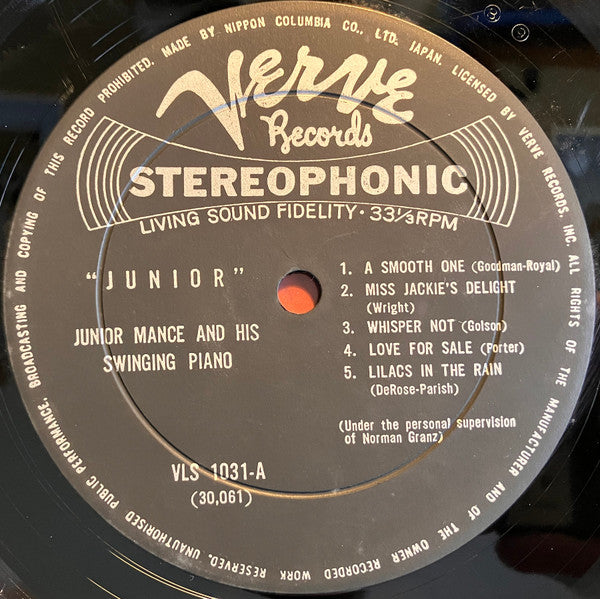 MADE BY NIPPON COLUMBIA CO., LTD. JAPAN. LICENSED BY VERVE RECORDS, INC. ALL RIGHTS OF THE MANUFACTURER AND OF THE OWNER RECORDED WORK RESERVED. UNAUTHORISED PUBLIC PERFORMANCE, BROADCASTING AND COPYING OF THIS RECORD PROHIBITED.
Verve
Records
STEREOPHONIC
LIVING SOUND FIDELITY · 33⅓ RPM
"JUNIOR"
JUNIOR MANCE AND HIS
SWINGING PIANO
VLS 1031-A
(30,061)
1. A SMOOTH ONE (Goodman-Royal)
2. MISS JACKIE'S DELIGHT
(Wright)
3. WHISPER NOT (Golson)
4. LOVE FOR SALE (Porter)
5. LILACS IN THE RAIN
(DeRose-Parish)
(Under the personal supervision
of Norman Granz)